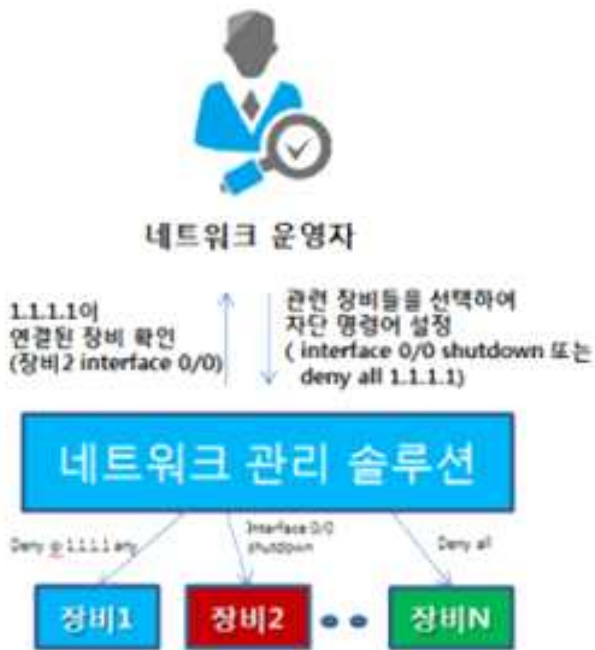 네트워크 운영자
1.1.1.1이
연결된 장비 확인
(장비2 interface 0/0)
관련 장비들을 선택하여
자단 명령어 설정
( interface 0/0 shutdown 또는
deny all 1.1.1.1)
네트워크 관리 솔루션
Deny ip 1.1.1.1 any
Interface 0/0
shutdown
Deny all
장비1
장비2
장비N